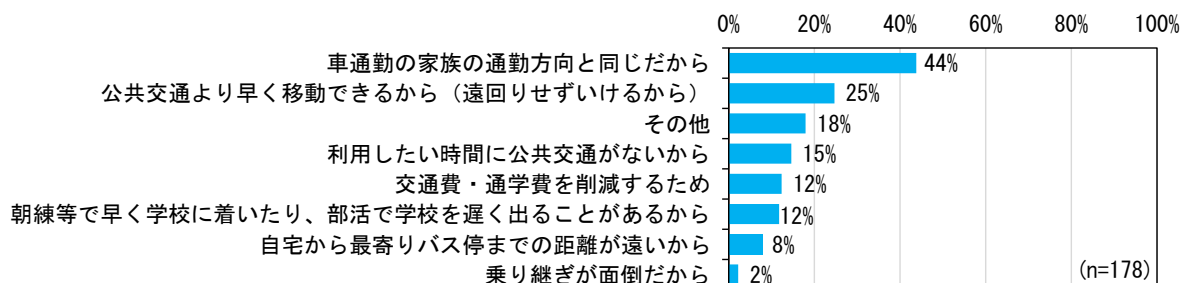 0% 20% 40% 60% 80% 100%
車通勤の家族の通勤方向と同じだから 44%
公共交通より早く移動できるから（遠回りせずいけるから） 25%
その他 18%
利用したい時間に公共交通がないから 15%
交通費・通学費を削減するため 12%
朝練等で早く学校に着いたり、部活で学校を遅く出ることがあるから 12%
自宅から最寄りバス停までの距離が遠いから 8%
乗り継ぎが面倒だから 2%
(n=178)